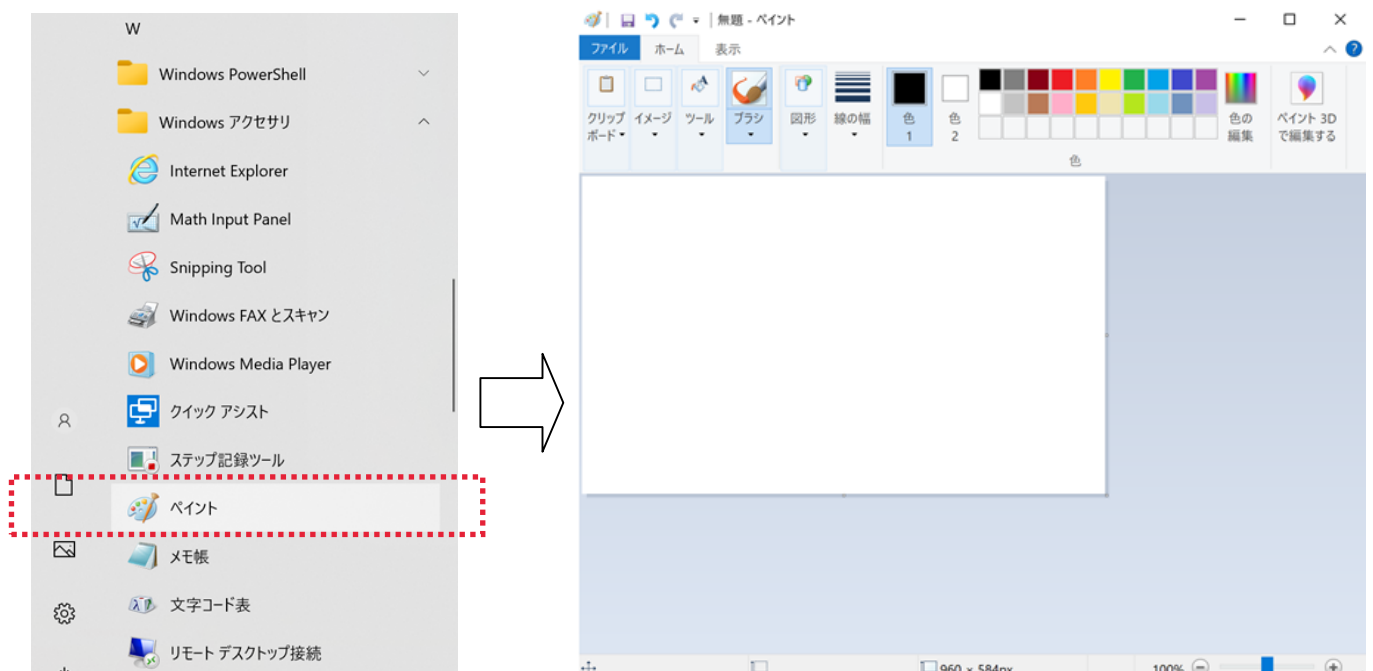 W
Windows PowerShell
Windows アクセサリ
Internet Explorer
Math Input Panel
Snipping Tool
Windows FAX とスキャン
Windows Media Player
クイック アシスト
ステップ記録ツール
ペイント
メモ帳
文字コード表
リモート デスクトップ接続
無題 - ペイント
ファイル ホーム 表示
クリップ
ボード
イメージ
ツール
ブラシ
図形
線の幅
色
1
色
2
色の
編集
ペイント 3D
で編集する
色
960 × 584px
100%